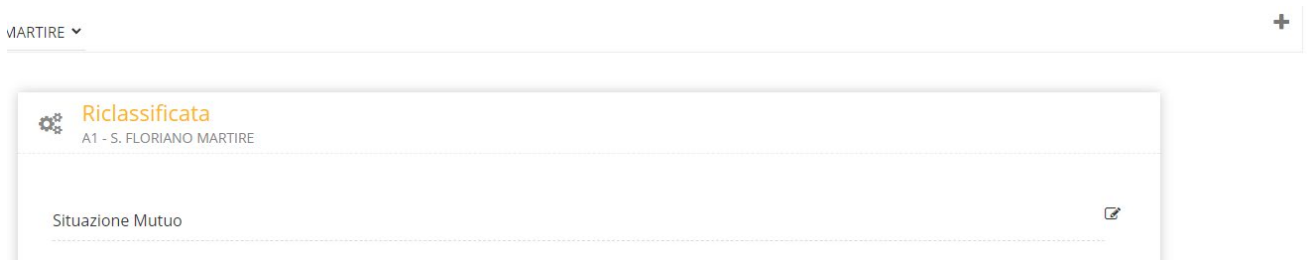 MARTIRE
Riclassificata
A1 - S. FLORIANO MARTIRE
Situazione Mutuo